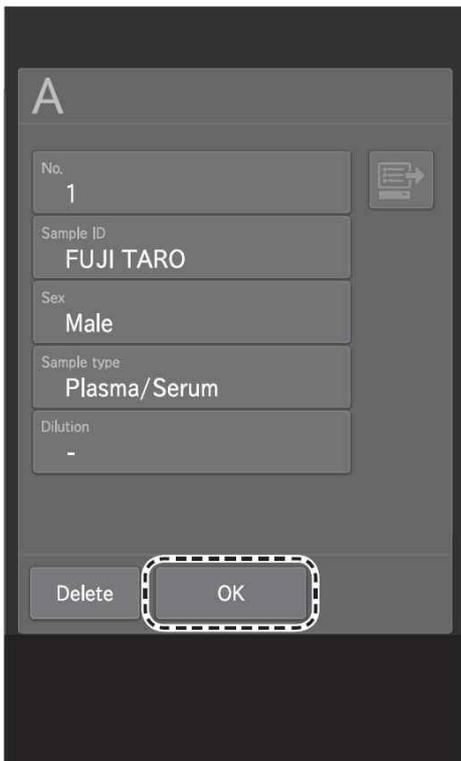 A
No.
1
Sample ID
FUJI TARO
Sex
Male
Sample type
Plasma/Serum
Dilution
-
Delete
OK